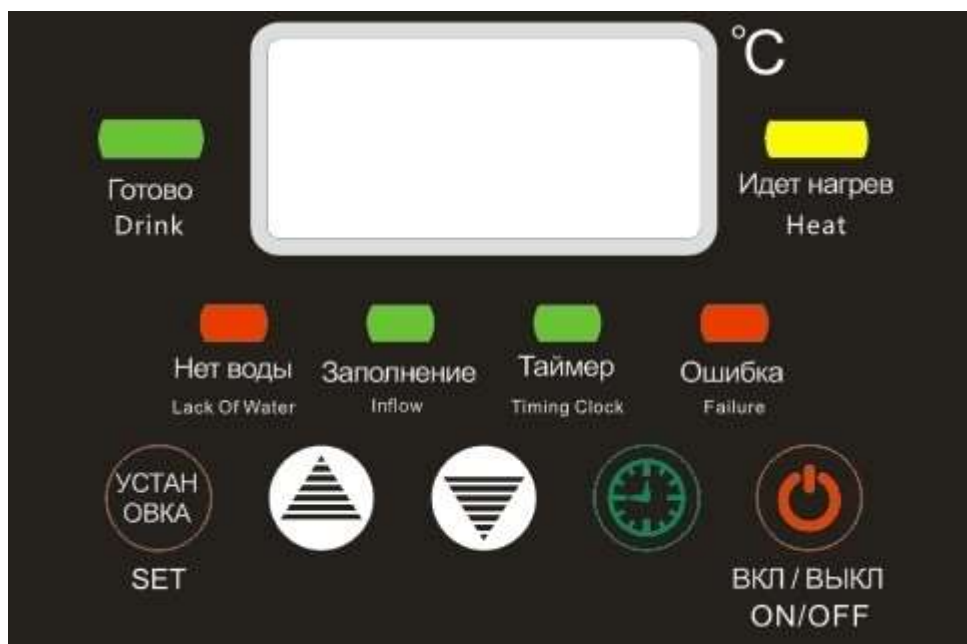 °C
Готово
Drink
Идет нагрев
Heat
Нет воды
Lack Of Water
Заполнение
Inflow
Таймер
Timing Clock
Ошибка
Failure
УСТАН
ОВКА
SET
ВКЛ / ВЫКЛ
ON/OFF